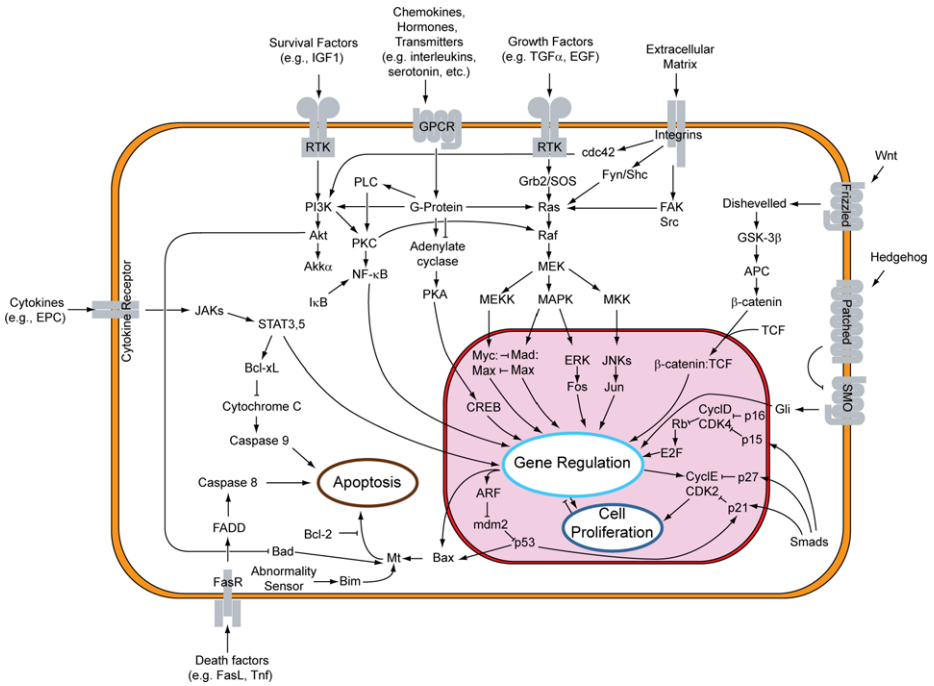 Chemokines,
Hormones,
Transmitters
(e.g. interleukins,
serotonin, etc.)
Survival Factors
(e.g., IGF1)
Growth Factors
(e.g. TGFα, EGF)
Extracellular
Matrix
GPCR
RTK
RTK
Integrins
cdc42
Wnt
Fyn/Shc
PLC
Grb2/SOS
Frizzled
Dishevelled
PI3K
G-Protein
Ras
FAK
Src
Akt
PKC
Adenylate
cyclase
Raf
GSK-3β
Akkα
NF-κB
MEK
APC
Hedgehog
IκB
PKA
MEKK
MAPK
MKK
β-catenin
Patched
Cytokines
(e.g., EPC)
Cytokine Receptor
JAKs
STAT3,5
TCF
Myc:
Max
Mad:
Max
ERK
Fos
JNKs
Jun
β-catenin:TCF
Bcl-xL
SMO
Gli
Cytochrome C
CREB
CyclD
CDK4
p16
p15
Rb
E2F
Caspase 9
Gene Regulation
CyclE
CDK2
p27
p21
Caspase 8
Apoptosis
ARF
mdm2
Cell
Proliferation
FADD
Bcl-2
p53
Smads
Bad
Mt
Bax
FasR
Abnormality
Sensor
Bim
Death factors
(e.g. FasL, Tnf)